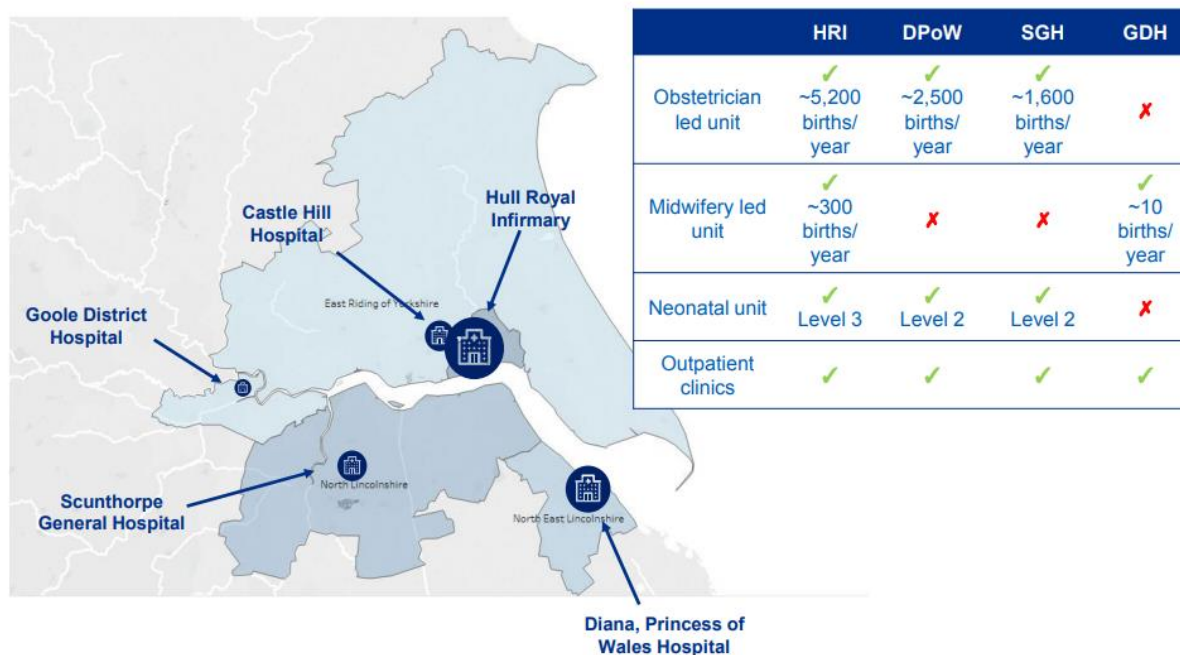 Castle Hill
Hospital
Hull Royal
Infirmary
East Riding of Yorkshire
Goole District
Hospital
Scunthorpe
General Hospital
North Lincolnshire
North East Lincolnshire
Diana, Princess of
Wales Hospital
HRI DPoW SGH GDH
Obstetrician
led unit
✓
~5,200
births/
year
✓
~2,500
births/
year
✓
~1,600
births/
year
✗
Midwifery led
unit
✓
~300
births/
year
✗
✗
✓
~10
births/
year
Neonatal unit
✓
Level 3
✓
Level 2
✓
Level 2
✗
Outpatient
clinics
✓
✓
✓
✓